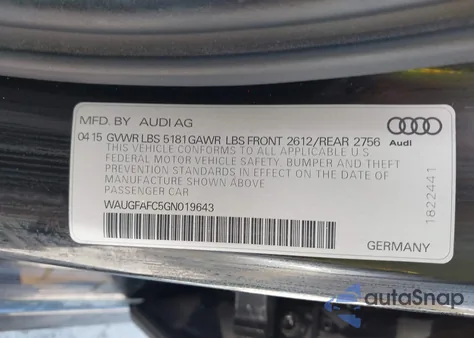 MFD. BY AUDI AG
Audi
04 15 GVWR LBS 5181 GAWR LBS FRONT 2612/REAR 2756
THIS VEHICLE CONFORMS TO ALL APPLICABLE U S
FEDERAL MOTOR VEHICLE SAFETY, BUMPER AND THEFT
PREVENTION STANDARDS IN EFFECT ON THE DATE OF
MANUFACTURE SHOWN ABOVE
PASSENGER CAR
1822441
WAUGFAFC5GN019643
GERMANY
autoSnap